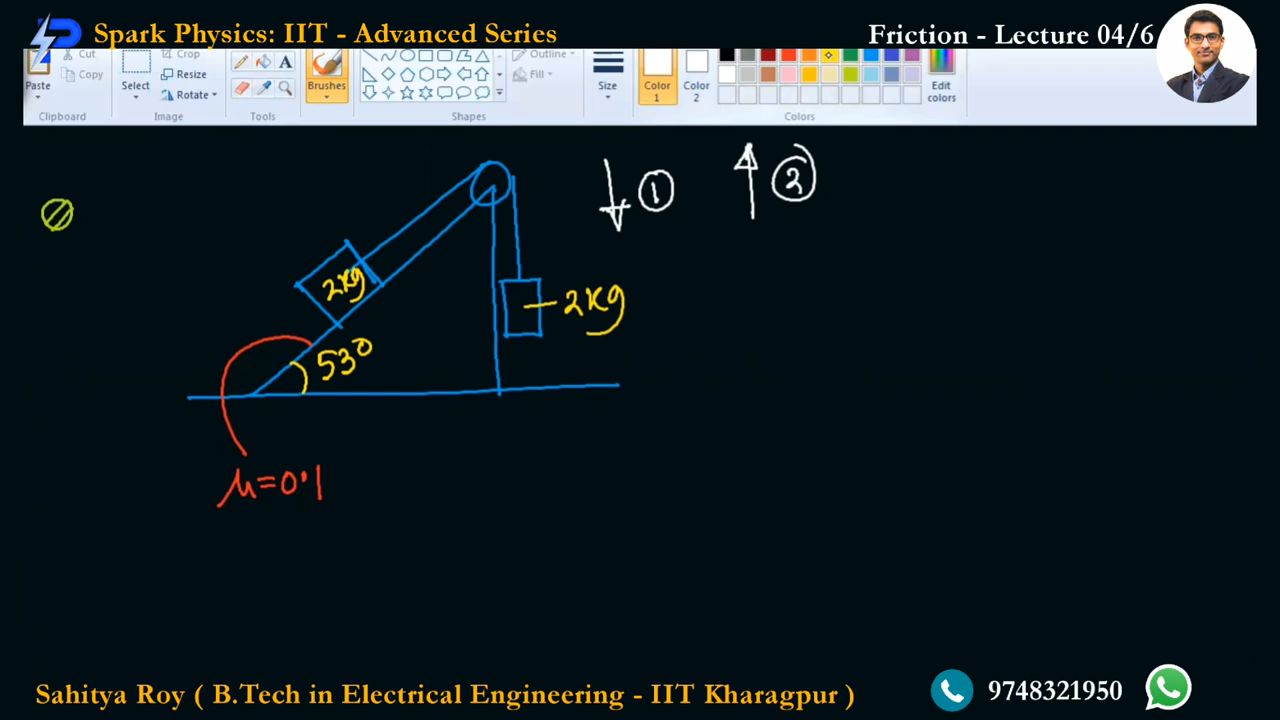 Spark Physics: IIT - Advanced Series
Friction - Lecture 04/6
Cut
Crop
Outline
Copy
Resize
Fill
Paste
Select
Rotate
A
Brushes
Size
Color
1
Color
2
Edit
colors
Clipboard
Image
Tools
Shapes
Colors
1
2
2kg
2kg
53°
μ=0.1
Sahitya Roy ( B.Tech in Electrical Engineering - IIT Kharagpur )
9748321950